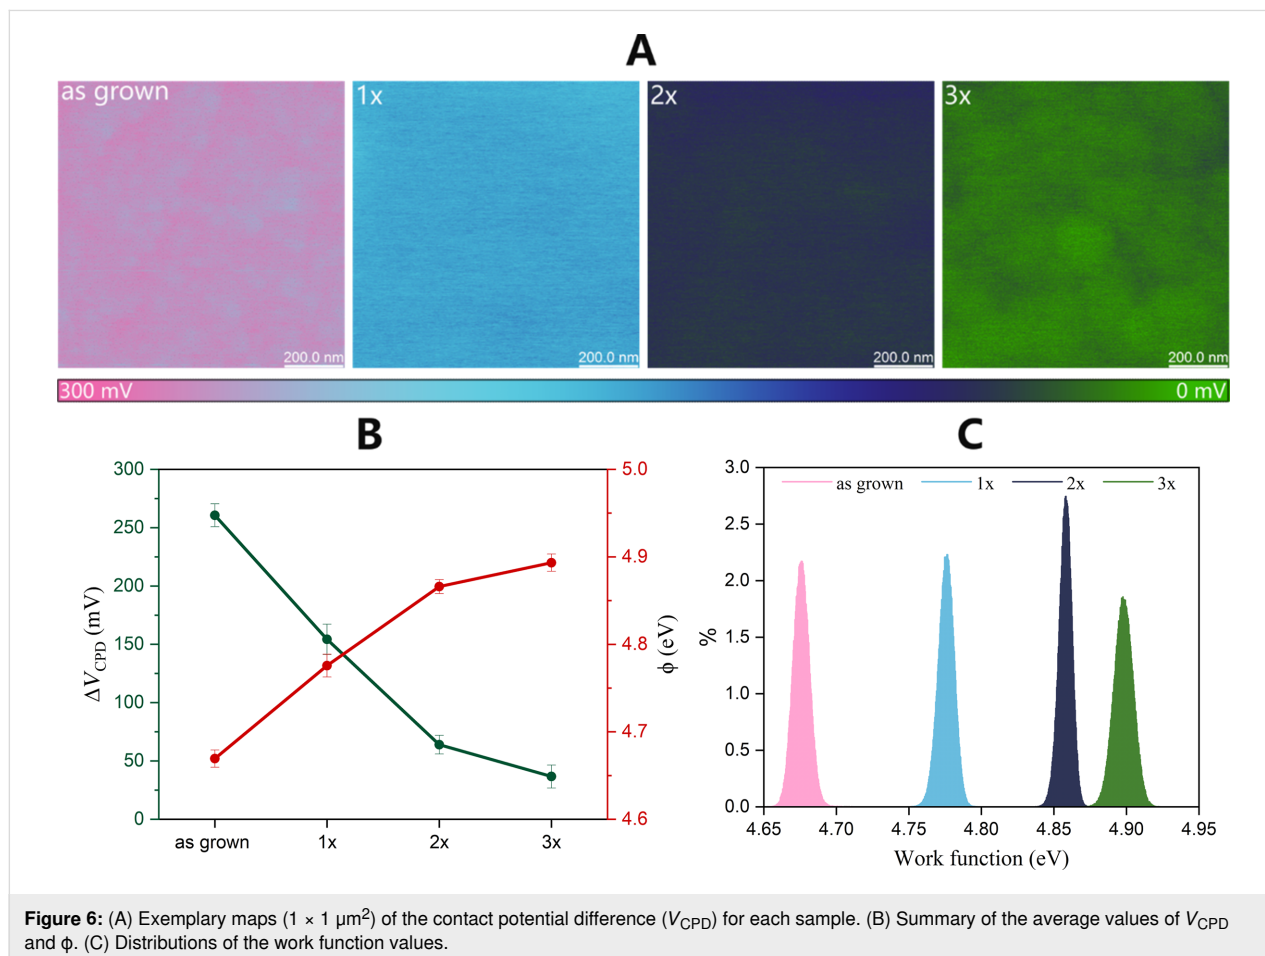 A
as grown 1x 2x 3x
200.0 nm 200.0 nm 200.0 nm 200.0 nm
300 mV 0 mV
B
300
250
200
150
100
50
0
ΔVCPD (mV)
5.0
4.9
4.8
4.7
4.6
ϕ (eV)
as grown 1x 2x 3x
C
as grown 1x 2x 3x
3.0
2.5
2.0
1.5
1.0
0.5
0.0
%
4.65 4.70 4.75 4.80 4.85 4.90 4.95
Work function (eV)
Figure 6: (A) Exemplary maps (1 × 1 µm²) of the contact potential difference (VCPD) for each sample. (B) Summary of the average values of VCPD
and ϕ. (C) Distributions of the work function values.